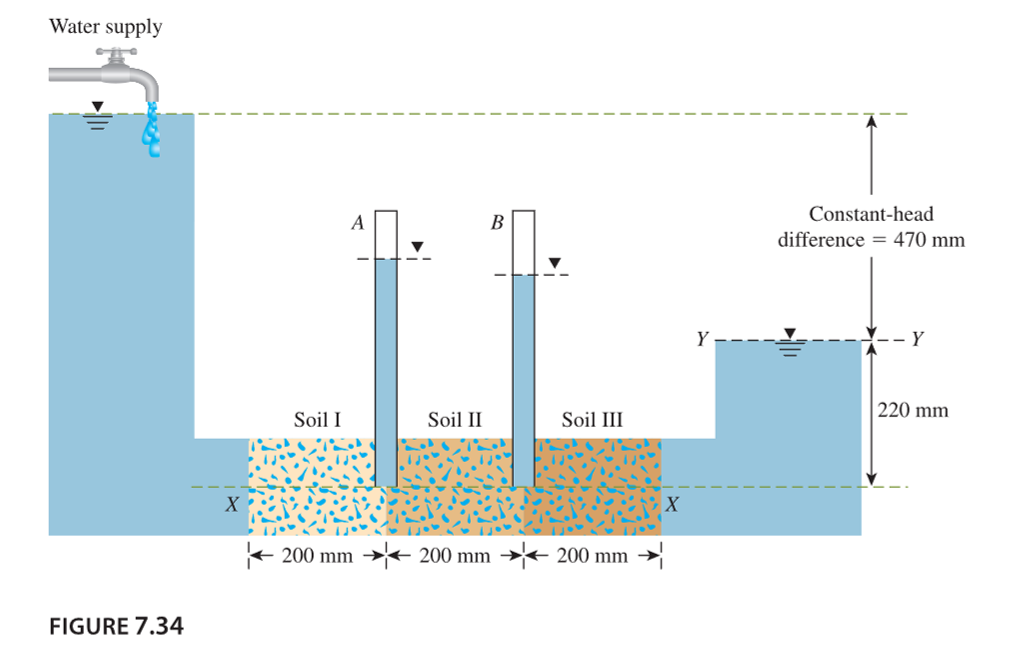 Water supply
A
B
Constant-head
difference = 470 mm
Y
Y
220 mm
Soil I
Soil II
Soil III
X
X
200 mm
200 mm
200 mm
FIGURE 7.34